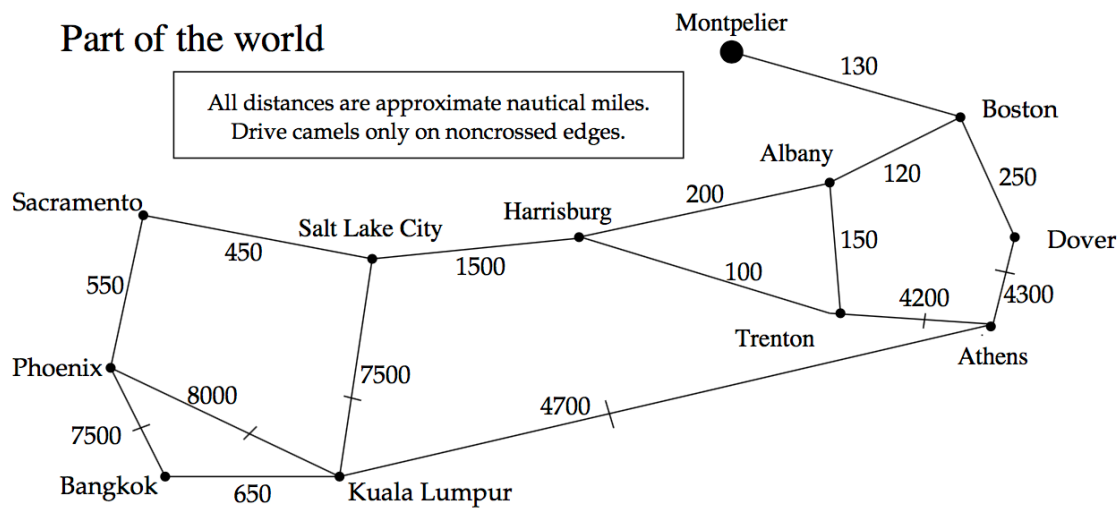 Part of the world
Montpelier
130
All distances are approximate nautical miles.
Drive camels only on noncrossed edges.
Boston
Albany
120
250
200
Sacramento
Harrisburg
Salt Lake City
450
150
Dover
1500
550
100
4200
4300
Trenton
Athens
Phoenix
8000
7500
4700
7500
Bangkok
650
Kuala Lumpur